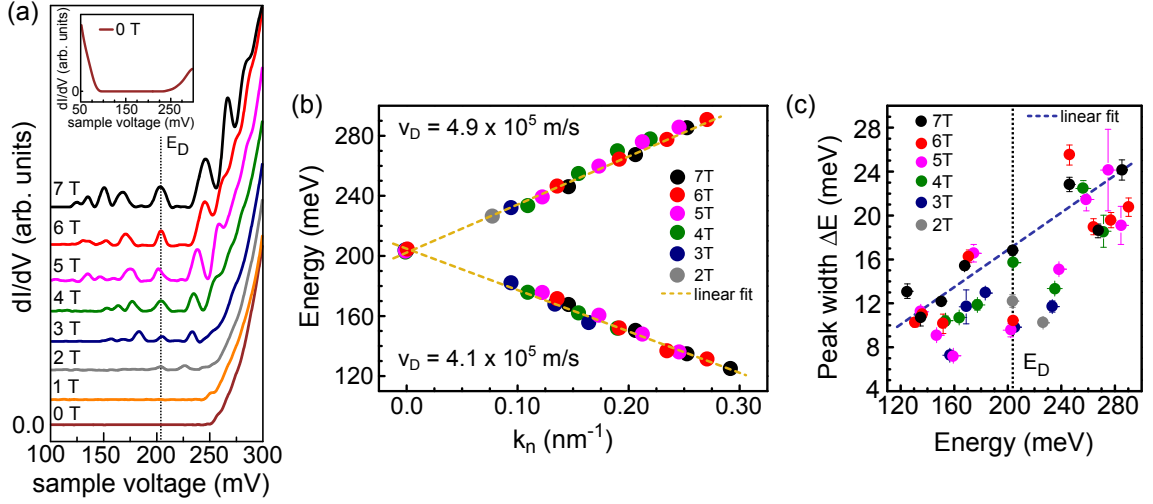 (a)
dI/dV (arb. units)
0 T
0
50
150
250
sample voltage (mV)
E_D
dI/dV (arb. units)
7 T
6 T
5 T
4 T
3 T
2 T
1 T
0 T
0.0
100 150 200 250 300
sample voltage (mV)
(b)
v_D = 4.9 x 10^5 m/s
v_D = 4.1 x 10^5 m/s
Energy (meV)
280
240
200
160
120
7T
6T
5T
4T
3T
2T
linear fit
0.0 0.10 0.20 0.30
k_n (nm^-1)
(c)
Peak width ΔE (meV)
28
24
20
16
12
8
4
7T
6T
5T
4T
3T
2T
linear fit
E_D
120 160 200 240 280
Energy (meV)